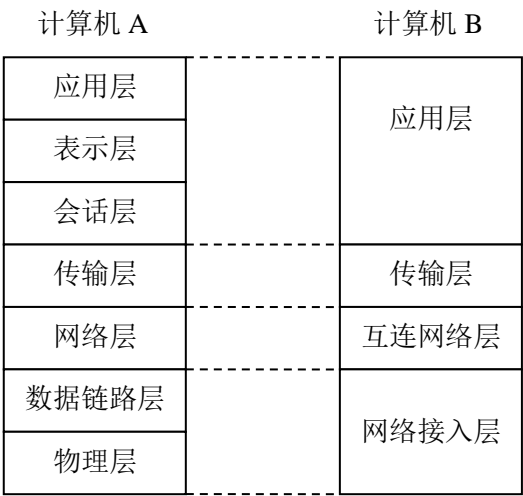 计算机 A
计算机 B
应用层
表示层
会话层
传输层
网络层
数据链路层
物理层
应用层
传输层
互连网络层
网络接入层